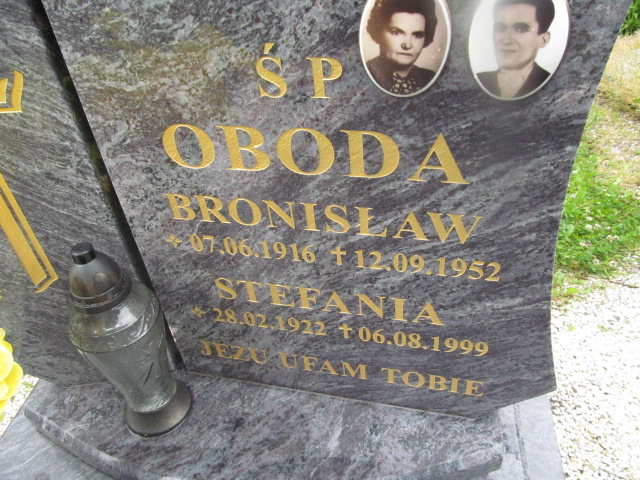 ŚP
OBODA
BRONISŁAW
* 07.06.1916 ✝ 12.09.1952
STEFANIA
* 28.02.1922 ✝ 06.08.1999
JEZU UFAM TOBIE